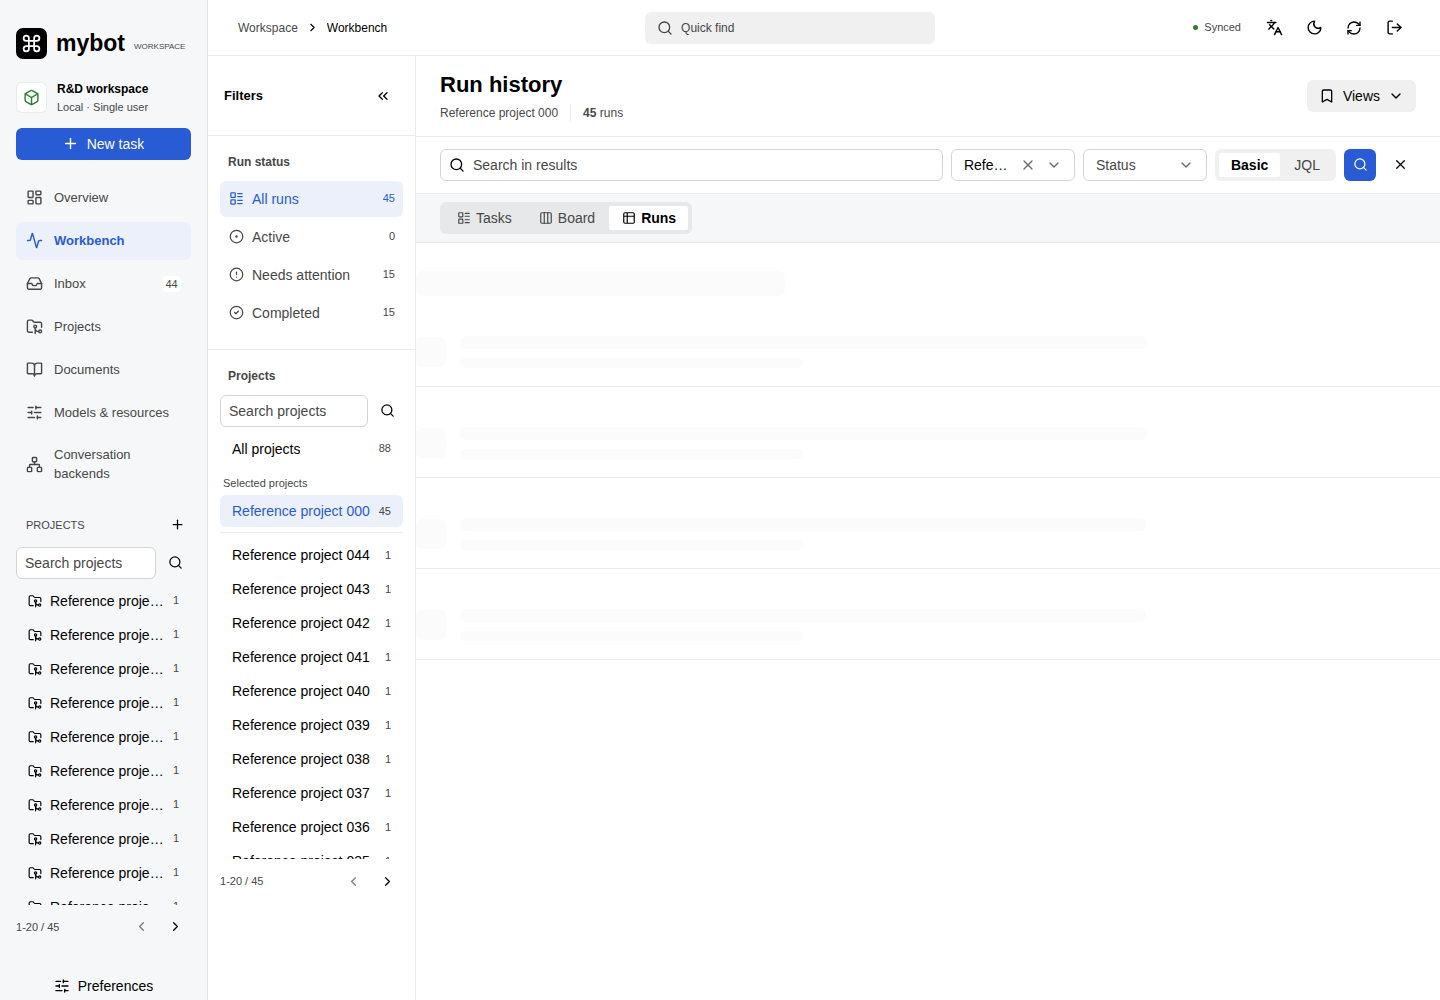 mybot WORKSPACE
R&D workspace
Local · Single user
New task
Overview
Workbench
Inbox 44
Projects
Documents
Models & resources
Conversation
backends
PROJECTS
Search projects
Reference proje… 1
Reference proje… 1
Reference proje… 1
Reference proje… 1
Reference proje… 1
Reference proje… 1
Reference proje… 1
Reference proje… 1
Reference proje… 1
1-20 / 45
Preferences
Workspace > Workbench
Quick find
Synced
Filters
Run status
All runs 45
Active 0
Needs attention 15
Completed 15
Projects
Search projects
All projects 88
Selected projects
Reference project 000 45
Reference project 044 1
Reference project 043 1
Reference project 042 1
Reference project 041 1
Reference project 040 1
Reference project 039 1
Reference project 038 1
Reference project 037 1
Reference project 036 1
1-20 / 45
Run history
Reference project 000 45 runs
Views
Search in results
Refe…
Status
Basic JQL
Tasks Board Runs